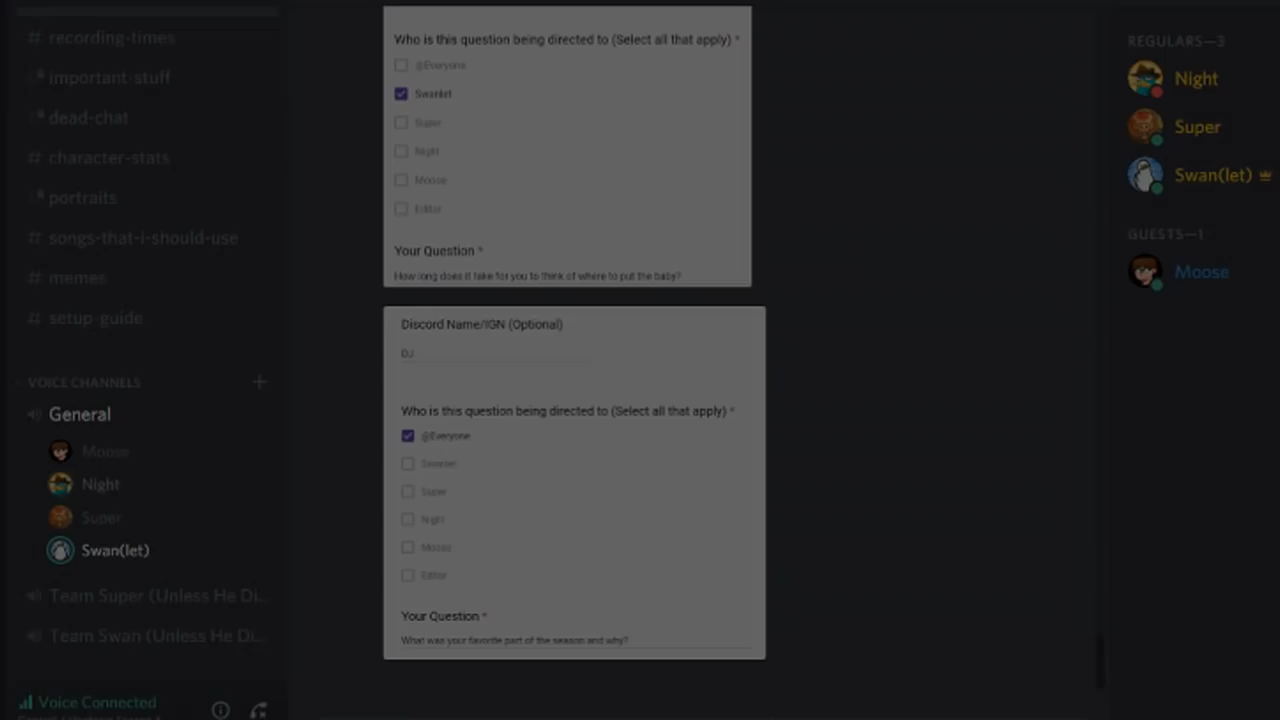 # recording-times
important-stuff
dead-chat
# character-stats
portraits
# songs-that-i-should-use
# memes
# setup-guide
VOICE CHANNELS +
General
Moose
Night
Super
Swan(let)
Team Super (Unless He Di...
Team Swan (Unless He Di...
Voice Connected
Who is this question being directed to (Select all that apply) *
@Everyone
Swanlet
Super
Night
Moose
Editor
Your Question *
How long does it take for you to think of where to put the baby?
Discord Name/IGN (Optional)
DJ
Who is this question being directed to (Select all that apply) *
@Everyone
Swanlet
Super
Night
Moose
Editor
Your Question *
What was your favorite part of the season and why?
REGULARS—3
Night
Super
Swan(let)
GUESTS—1
Moose